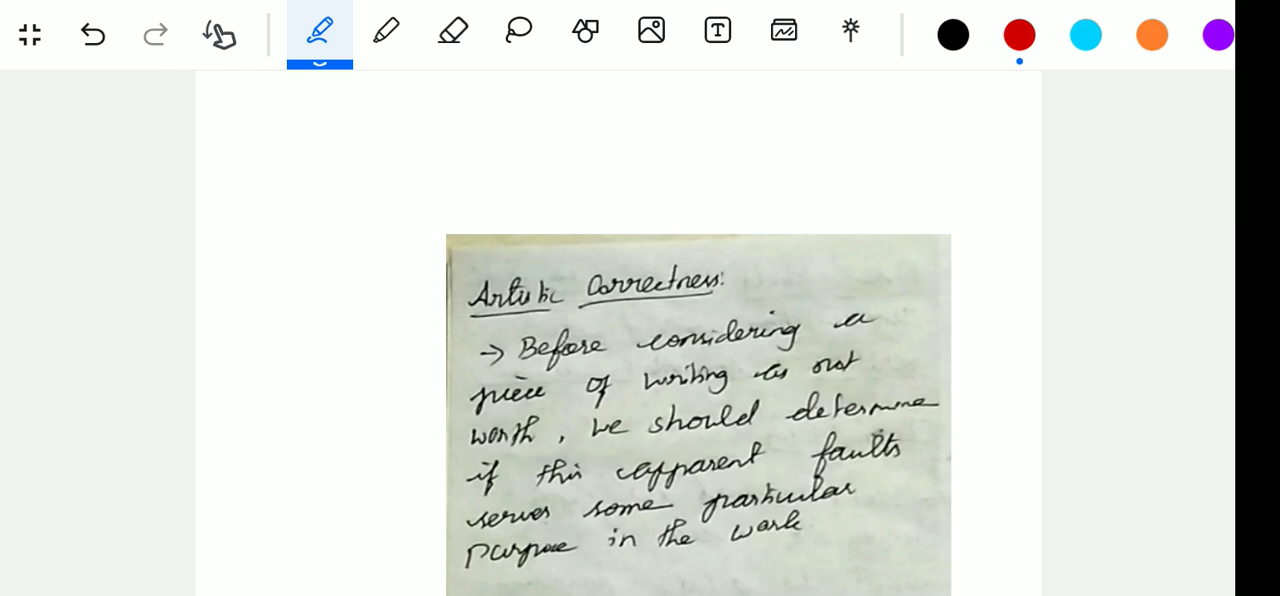 Artistic Correctness:
→ Before considering a
piece of writing as not
worth, we should determine
if this apparent faults
serves some particular
purpose in the work